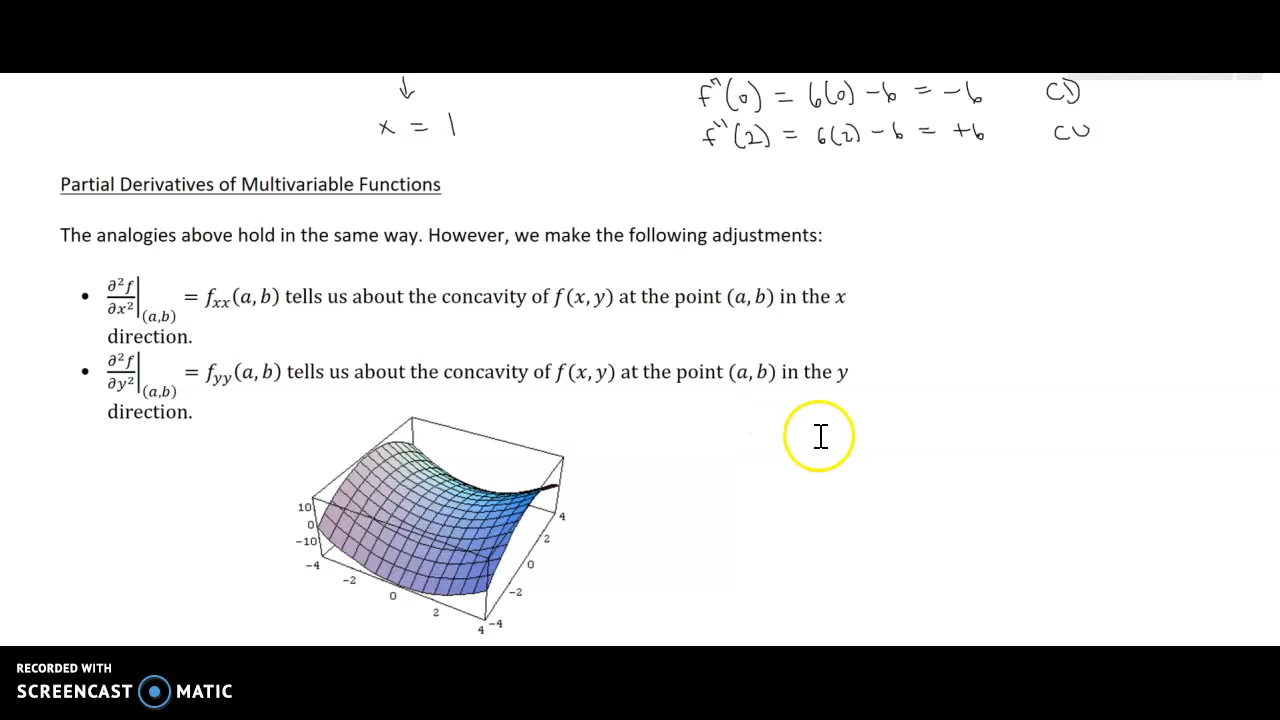 ↓
f''(0) = 6(0) - 6 = -6 CD
x = 1
f''(2) = 6(2) - 6 = +6 CU
Partial Derivatives of Multivariable Functions
The analogies above hold in the same way. However, we make the following adjustments:
• ∂²f/∂x²|(a,b) = fₓₓ(a, b) tells us about the concavity of f(x, y) at the point (a, b) in the x
direction.
• ∂²f/∂y²|(a,b) = f_yy(a, b) tells us about the concavity of f(x, y) at the point (a, b) in the y
direction.
10
0
-10
-4
-2
0
2
4
-4
-2
0
2
4
RECORDED WITH
SCREENCAST MATIC